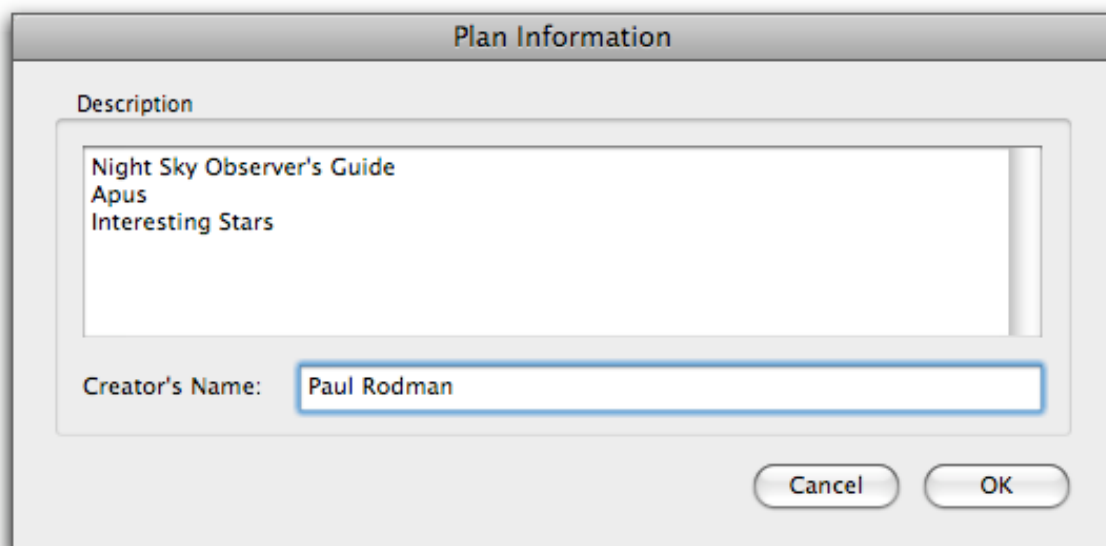 Plan Information
Description
Night Sky Observer's Guide
Apus
Interesting Stars
Creator's Name: Paul Rodman
Cancel OK